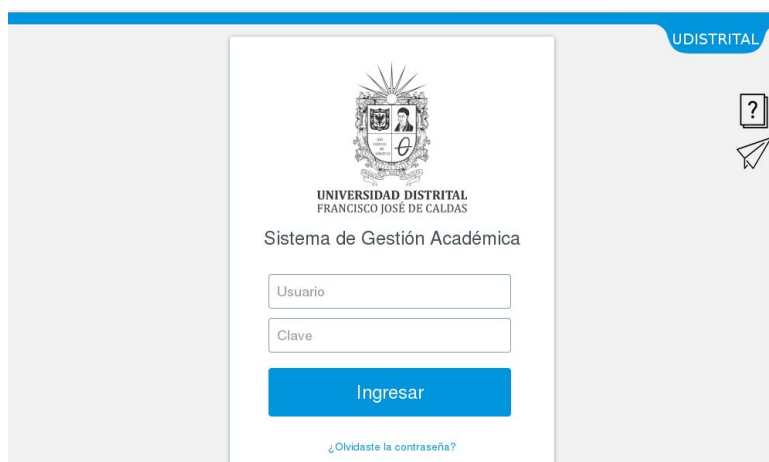 UDISTRITAL
?
UNIVERSIDAD DISTRITAL
FRANCISCO JOSÉ DE CALDAS
Sistema de Gestión Académica
Usuario
Clave
Ingresar
¿Olvidaste la contraseña?